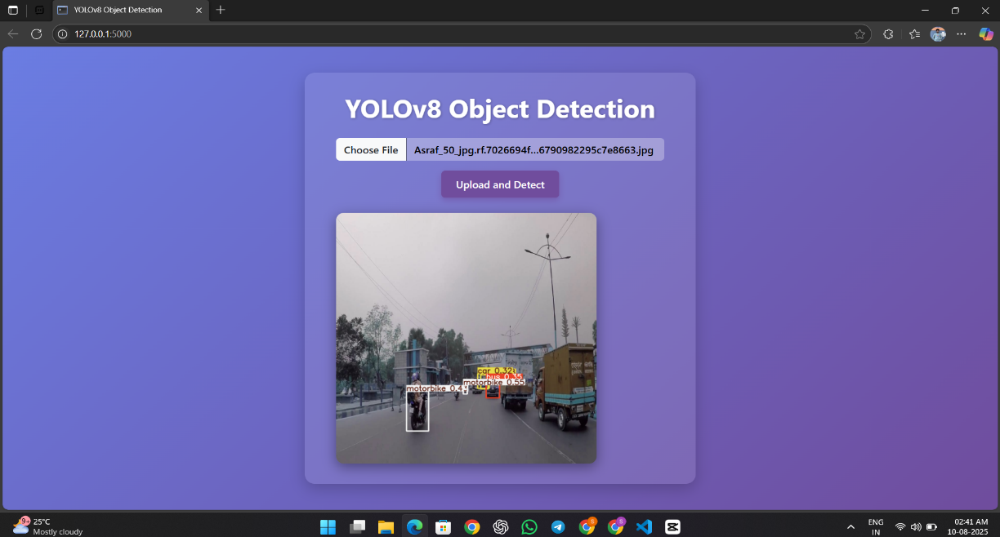 YOLOv8 Object Detection
127.0.0.1:5000
YOLOv8 Object Detection
Choose File Asraf_50_jpg.rf.7026694f...6790982295c7e8663.jpg
Upload and Detect
car 0.32
bus 0.35
motorbike 0.55
motorbike 0.4
9+
25°C
Mostly cloudy
ENG
IN
02:41 AM
10-08-2025